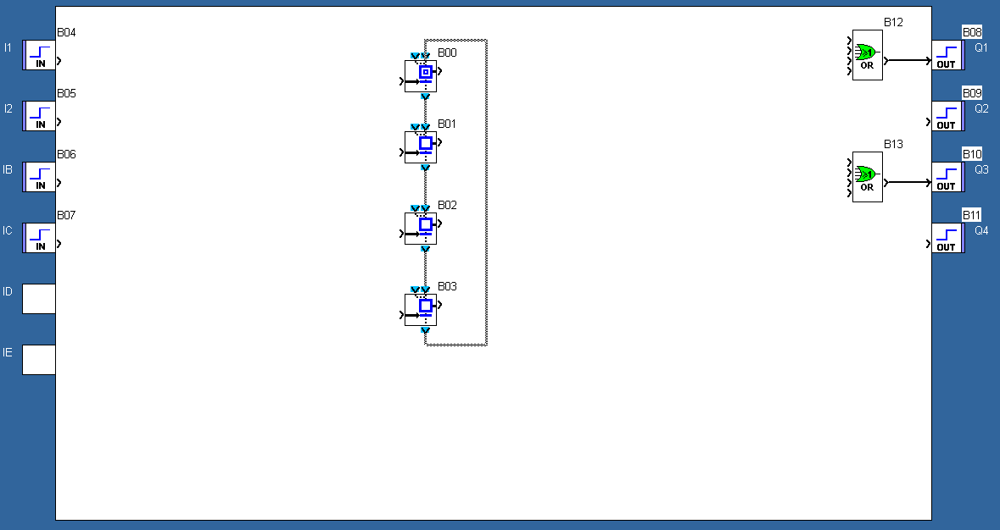 I1
IN
B04
I2
IN
B05
IB
IN
B06
IC
IN
B07
ID
IE
B00
B01
B02
B03
B12
≥1
OR
B13
≥1
OR
B08
Q1
OUT
B09
Q2
OUT
B10
Q3
OUT
B11
Q4
OUT